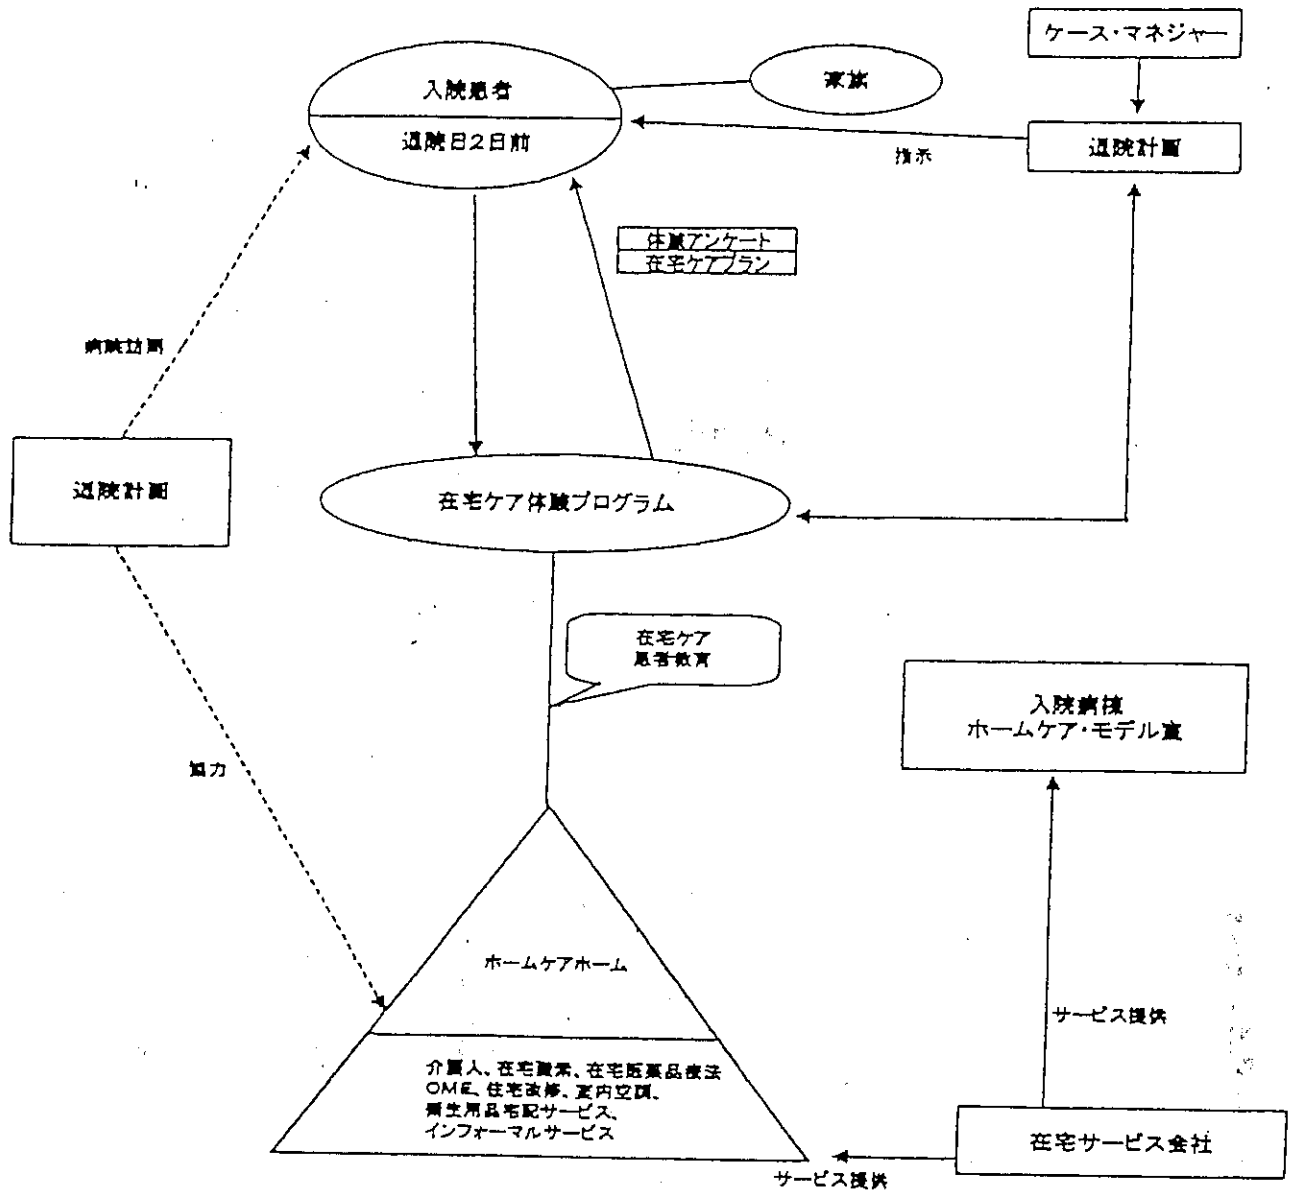 ケース・マネジャー
入院患者
家族
退院日2日前
退院計画
指示
体験アンケート
在宅ケアプラン
病院訪問
退院計画
在宅ケア体験プログラム
在宅ケア
患者教育
入院病棟
ホームケア・モデル室
協力
ホームケアホーム
サービス提供
介護人、在宅酸素、在宅医薬品療法
DME、住宅改修、室内空調、
衛生用品宅配サービス、
インフォーマルサービス
在宅サービス会社
サービス提供